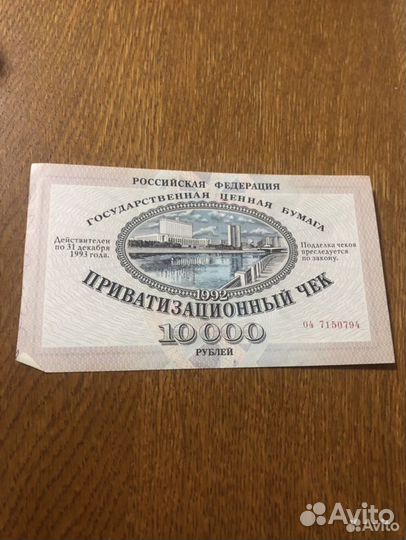 РОССИЙСКАЯ ФЕДЕРАЦИЯ
ГОСУДАРСТВЕННАЯ ЦЕННАЯ БУМАГА
Действителен
по 31 декабря
1993 года.
Подделка чеков
преследуется
по закону.
1992
ПРИВАТИЗАЦИОННЫЙ ЧЕК
10000
РУБЛЕЙ
04 7150794
Avito
Avito